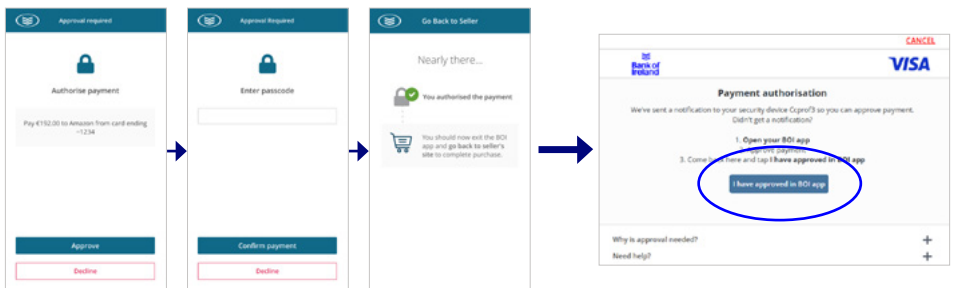 Approval required
Authorise payment
Pay €192.00 to Amazon from card ending
~1234
Approve
Decline
Approval Required
Enter passcode
Confirm payment
Decline
Go Back to Seller
Nearly there...
You authorised the payment
You should now exit the BOI
app and go back to seller's
site to complete purchase.
CANCEL
Bank of
Ireland
VISA
Payment authorisation
We've sent a notification to your security device Ccprof3 so you can approve payment.
Didn't get a notification?
1. Open your BOI app
payment
3. Come here and tap I have approved in BOI app
I have approved in BOI app
Why is approval needed?
Need help?